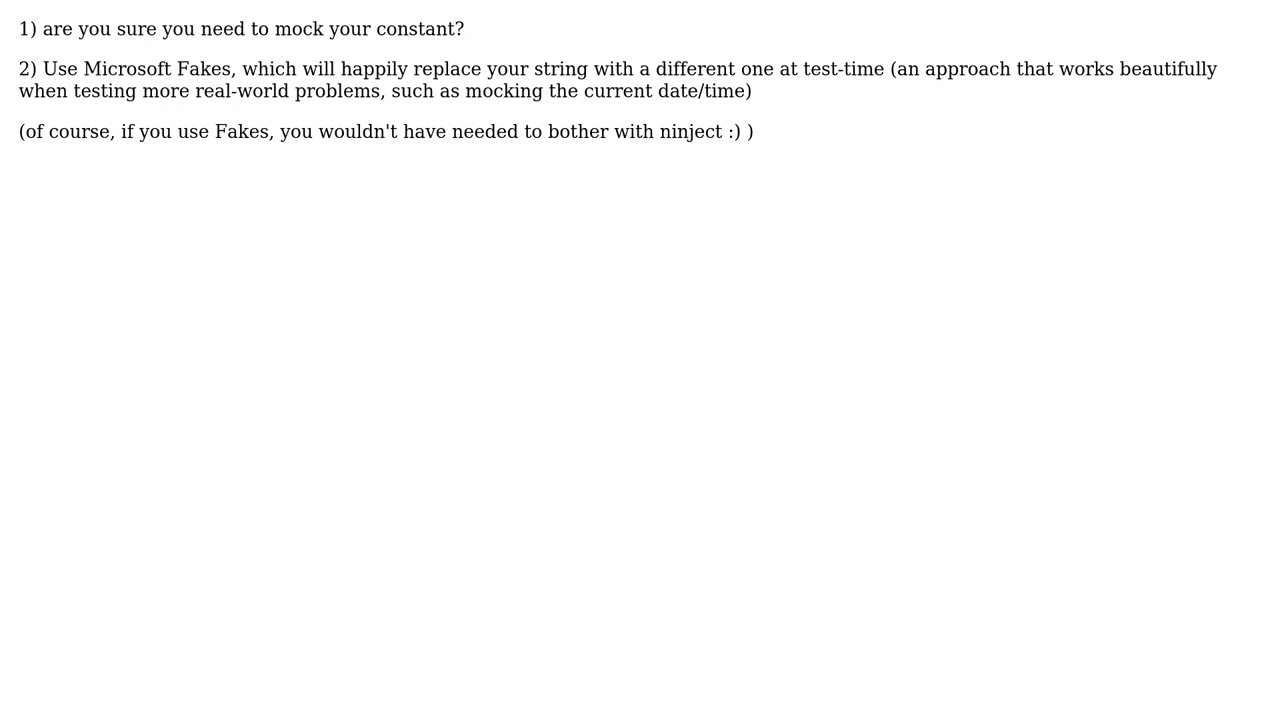 1) are you sure you need to mock your constant?
2) Use Microsoft Fakes, which will happily replace your string with a different one at test-time (an approach that works beautifully
when testing more real-world problems, such as mocking the current date/time)
(of course, if you use Fakes, you wouldn't have needed to bother with ninject :) )